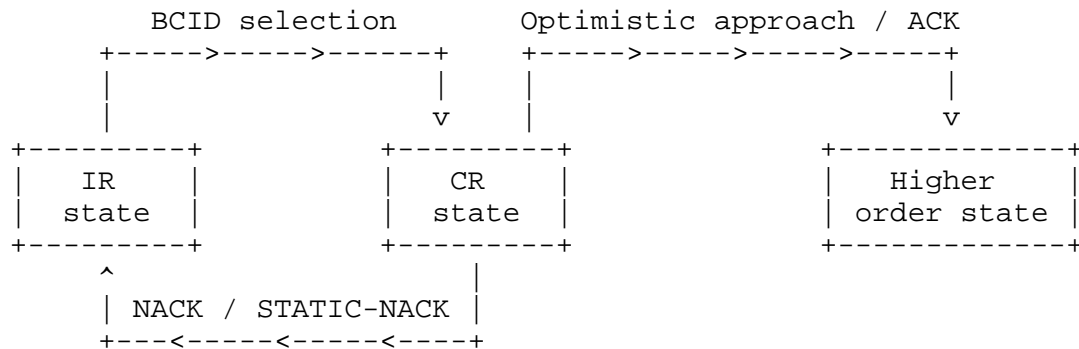 BCID selection Optimistic approach / ACK
IR CR Higher
state state order state
NACK / STATIC-NACK